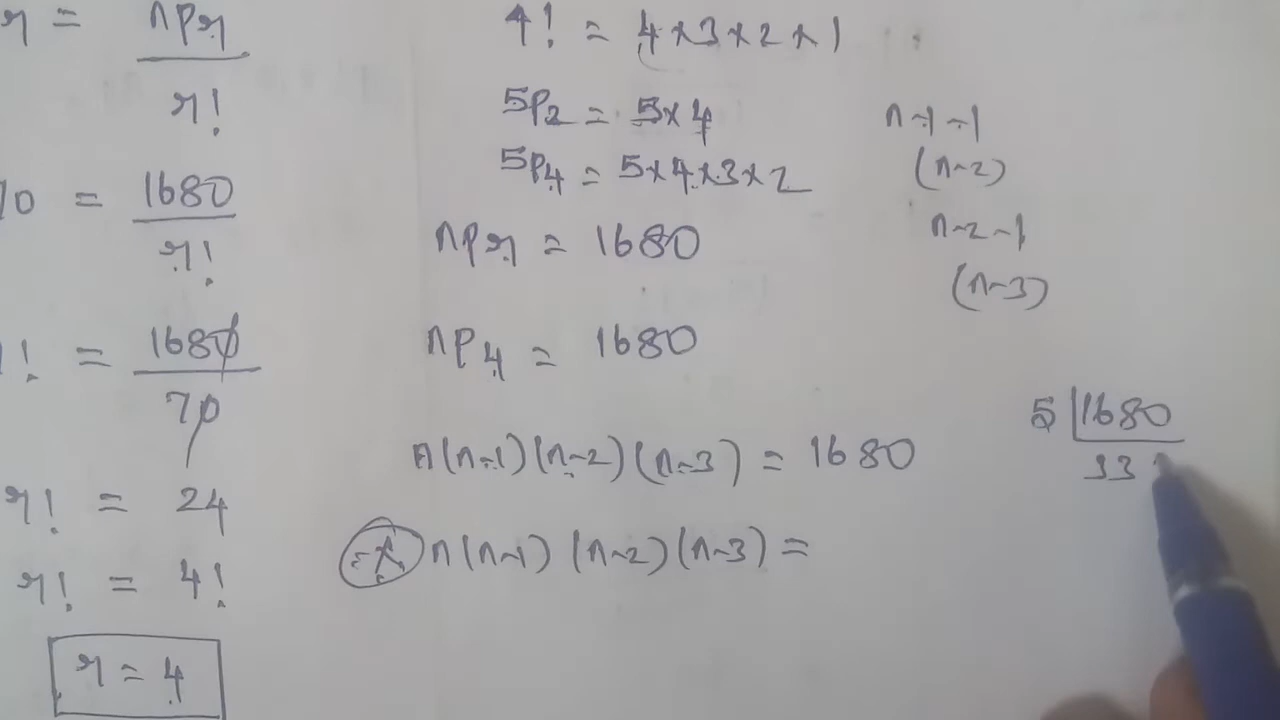 r = nPr / r!
70 = 1680 / r!
r! = 1680 / 70
r! = 24
r! = 4!
r = 4
4! = 4×3×2×1
5P2 = 5×4
5P4 = 5×4×3×2
nPr = 1680
nP4 = 1680
n(n-1)(n-2)(n-3) = 1680
n(n-1)(n-2)(n-3) =
n-1-1
(n-2)
n-2-1
(n-3)
5 | 1680
33